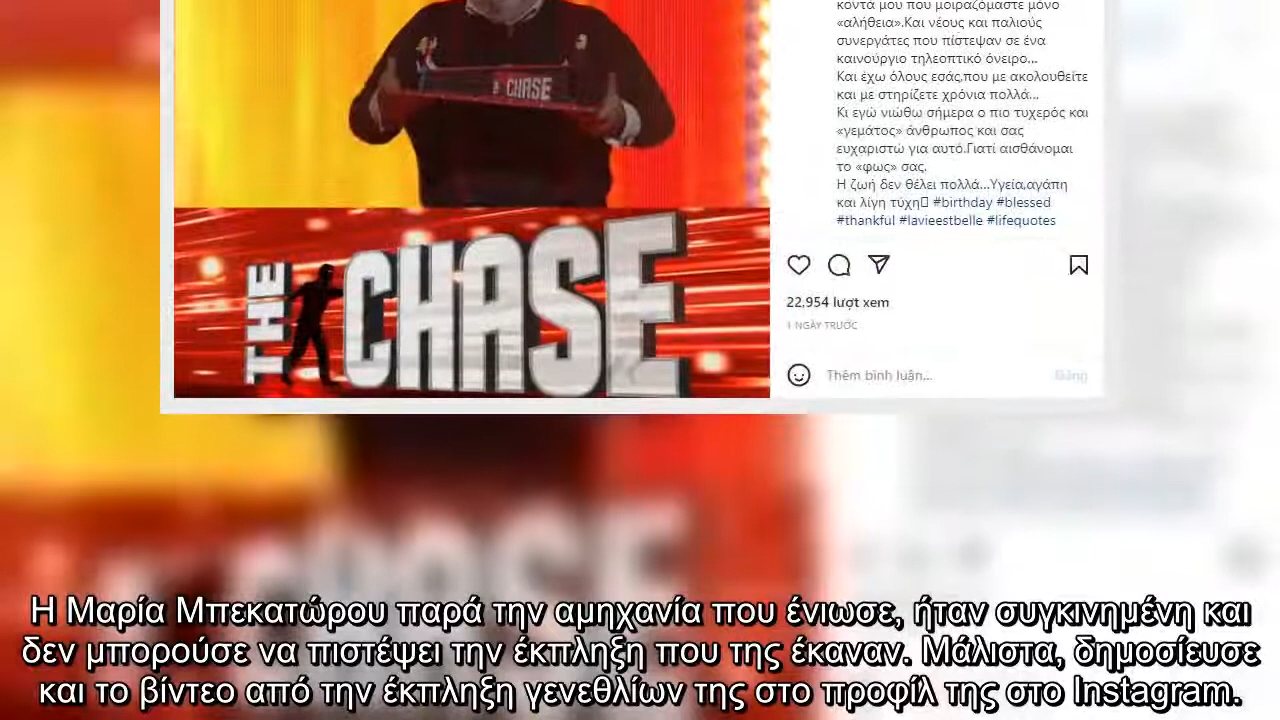 κοντά μου που μοιραζόμαστε μόνο
«αλήθεια».Και νέους και παλιούς
συνεργάτες που πίστεψαν σε ένα
καινούργιο τηλεοπτικό όνειρο...
Και έχω όλους εσάς,που με ακολουθείτε
και με στηρίζετε χρόνια πολλά...
Κι εγώ νιώθω σήμερα ο πιο τυχερός και
«γεμάτος» άνθρωπος και σας
ευχαριστώ για αυτό.Γιατί αισθάνομαι
το «φως» σας.
Η ζωή δεν θέλει πολλά...Υγεία,αγάπη
και λίγη τύχη #birthday #blessed
#thankful #lavieestbelle #lifequotes
22,954 lượt xem
1 NGÀY TRƯỚC
Thêm bình luận...
Đăng
CHASE
THE CHASE
Η Μαρία Μπεκατώρου παρά την αμηχανία που ένιωσε, ήταν συγκινημένη και
δεν μπορούσε να πιστέψει την έκπληξη που της έκαναν. Μάλιστα, δημοσίευσε
και το βίντεο από την έκπληξη γενεθλίων της στο προφίλ της στο Instagram.